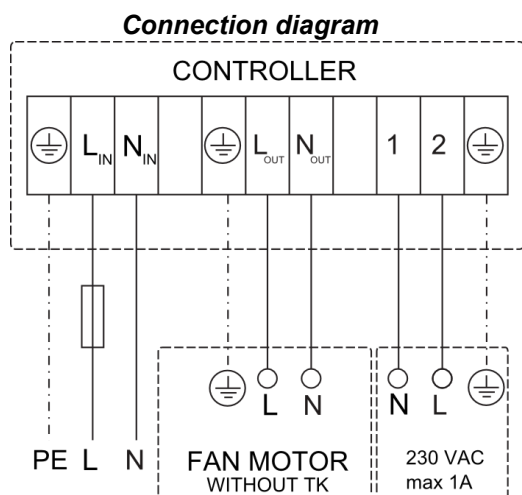 Connection diagram
CONTROLLER
L IN N IN L OUT N OUT 1 2
L N N L
PE L N
FAN MOTOR
WITHOUT TK
230 VAC
max 1A